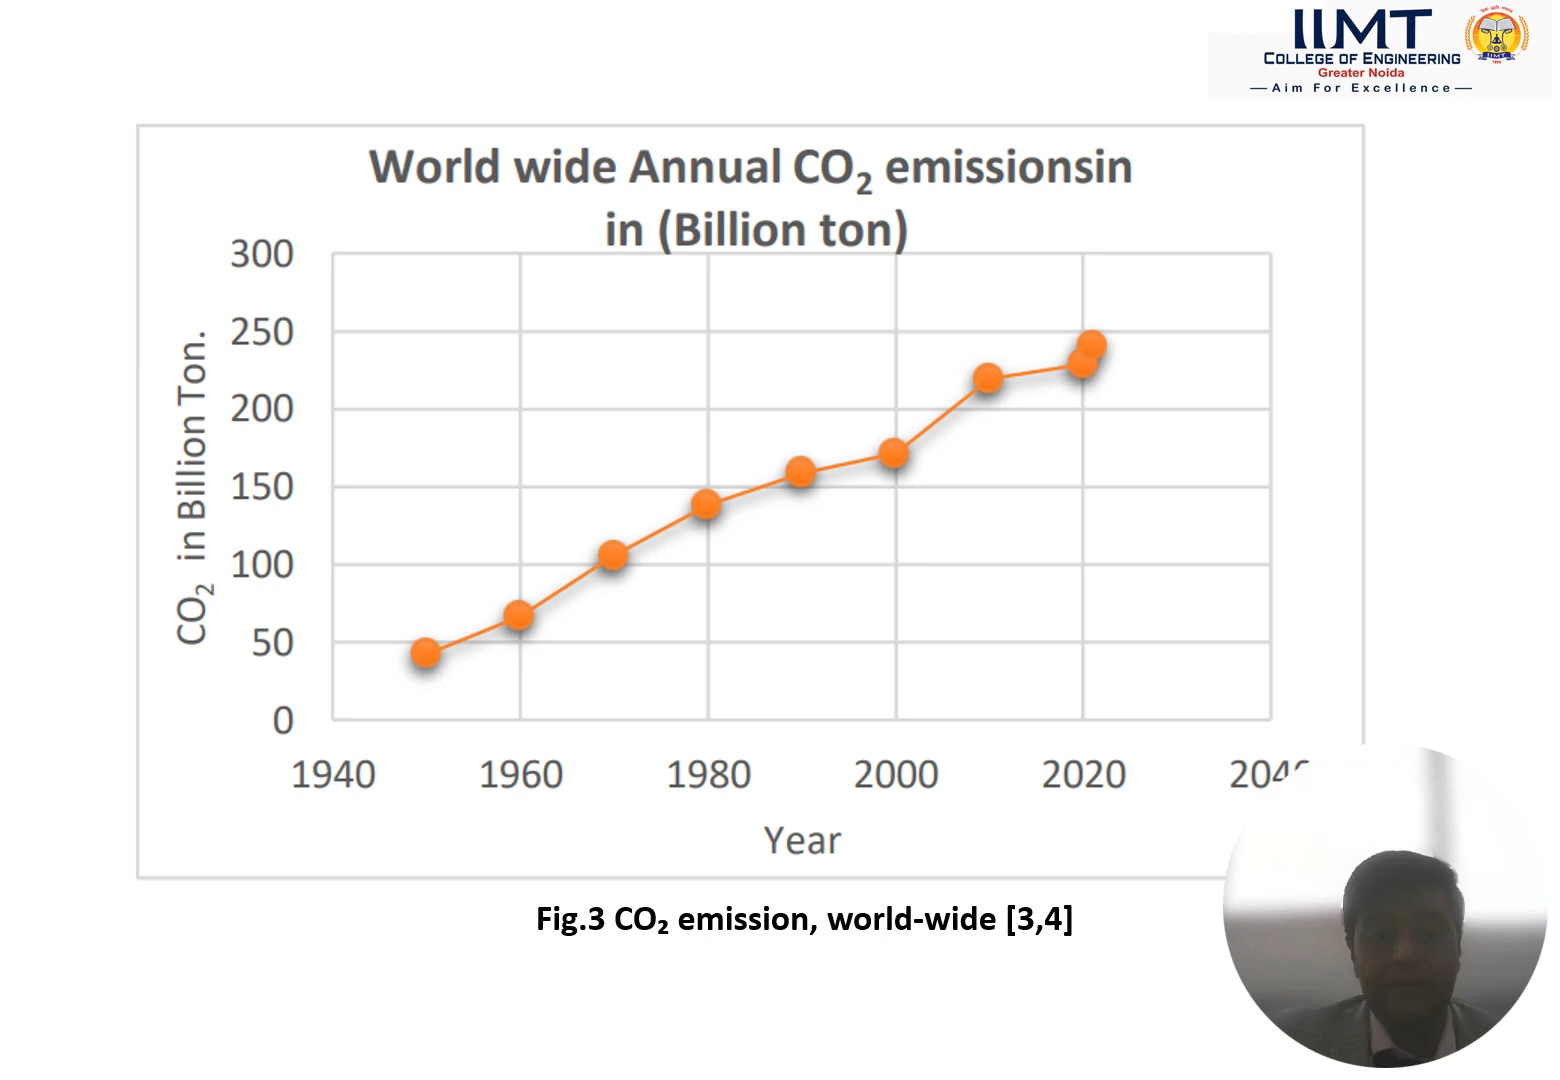 IIMT
COLLEGE OF ENGINEERING
Greater Noida
— Aim For Excellence —
World wide Annual CO₂ emissionsin
in (Billion ton)
300
250
200
150
100
50
0
CO₂ in Billion Ton.
1940 1960 1980 2000 2020
Year
Fig.3 CO₂ emission, world-wide [3,4]